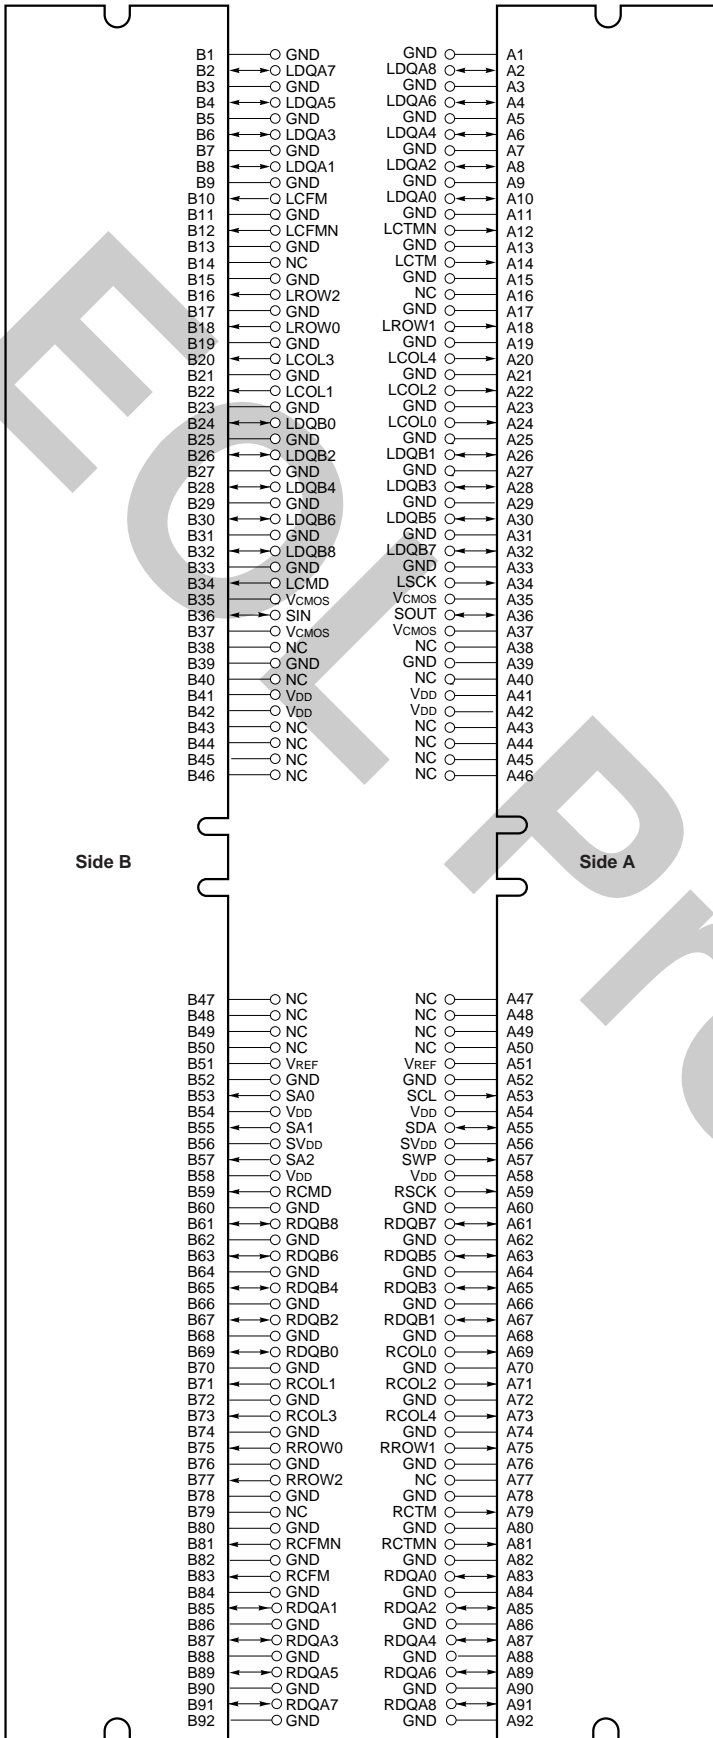 B1 GND GND A1
B2 LDQA7 LDQA8 A2
B3 GND GND A3
B4 LDQA5 LDQA6 A4
B5 GND GND A5
B6 LDQA3 LDQA4 A6
B7 GND GND A7
B8 LDQA1 LDQA2 A8
B9 GND GND A9
B10 LCFM LDQA0 A10
B11 GND GND A11
B12 LCFMN LCTMN A12
B13 GND GND A13
B14 NC LCTM A14
B15 GND GND A15
B16 LROW2 NC A16
B17 GND GND A17
B18 LROW0 LROW1 A18
B19 GND GND A19
B20 LCOL3 LCOL4 A20
B21 GND GND A21
B22 LCOL1 LCOL2 A22
B23 GND GND A23
B24 LDQB0 LCOL0 A24
B25 GND GND A25
B26 LDQB2 LDQB1 A26
B27 GND GND A27
B28 LDQB4 LDQB3 A28
B29 GND GND A29
B30 LDQB6 LDQB5 A30
B31 GND GND A31
B32 LDQB8 LDQB7 A32
B33 GND GND A33
B34 LCMD LSCK A34
B35 VCMOS VCMOS A35
B36 SIN SOUT A36
B37 VCMOS VCMOS A37
B38 NC NC A38
B39 GND GND A39
B40 NC NC A40
B41 VDD VDD A41
B42 VDD VDD A42
B43 NC NC A43
B44 NC NC A44
B45 NC NC A45
B46 NC NC A46
Side B Side A
B47 NC NC A47
B48 NC NC A48
B49 NC NC A49
B50 NC NC A50
B51 VREF VREF A51
B52 GND GND A52
B53 SA0 SCL A53
B54 VDD VDD A54
B55 SA1 SDA A55
B56 SVDD SVDD A56
B57 SA2 SWP A57
B58 VDD VDD A58
B59 RCMD RSCK A59
B60 GND GND A60
B61 RDQB8 RDQB7 A61
B62 GND GND A62
B63 RDQB6 RDQB5 A63
B64 GND GND A64
B65 RDQB4 RDQB3 A65
B66 GND GND A66
B67 RDQB2 RDQB1 A67
B68 GND GND A68
B69 RDQB0 RCOL0 A69
B70 GND GND A70
B71 RCOL1 RCOL2 A71
B72 GND GND A72
B73 RCOL3 RCOL4 A73
B74 GND GND A74
B75 RROW0 RROW1 A75
B76 GND GND A76
B77 RROW2 NC A77
B78 GND GND A78
B79 NC RCTM A79
B80 GND GND A80
B81 RCFMN RCTMN A81
B82 GND GND A82
B83 RCFM RDQA0 A83
B84 GND GND A84
B85 RDQA1 RDQA2 A85
B86 GND GND A86
B87 RDQA3 RDQA4 A87
B88 GND GND A88
B89 RDQA5 RDQA6 A89
B90 GND GND A90
B91 RDQA7 RDQA8 A91
B92 GND GND A92
EOL